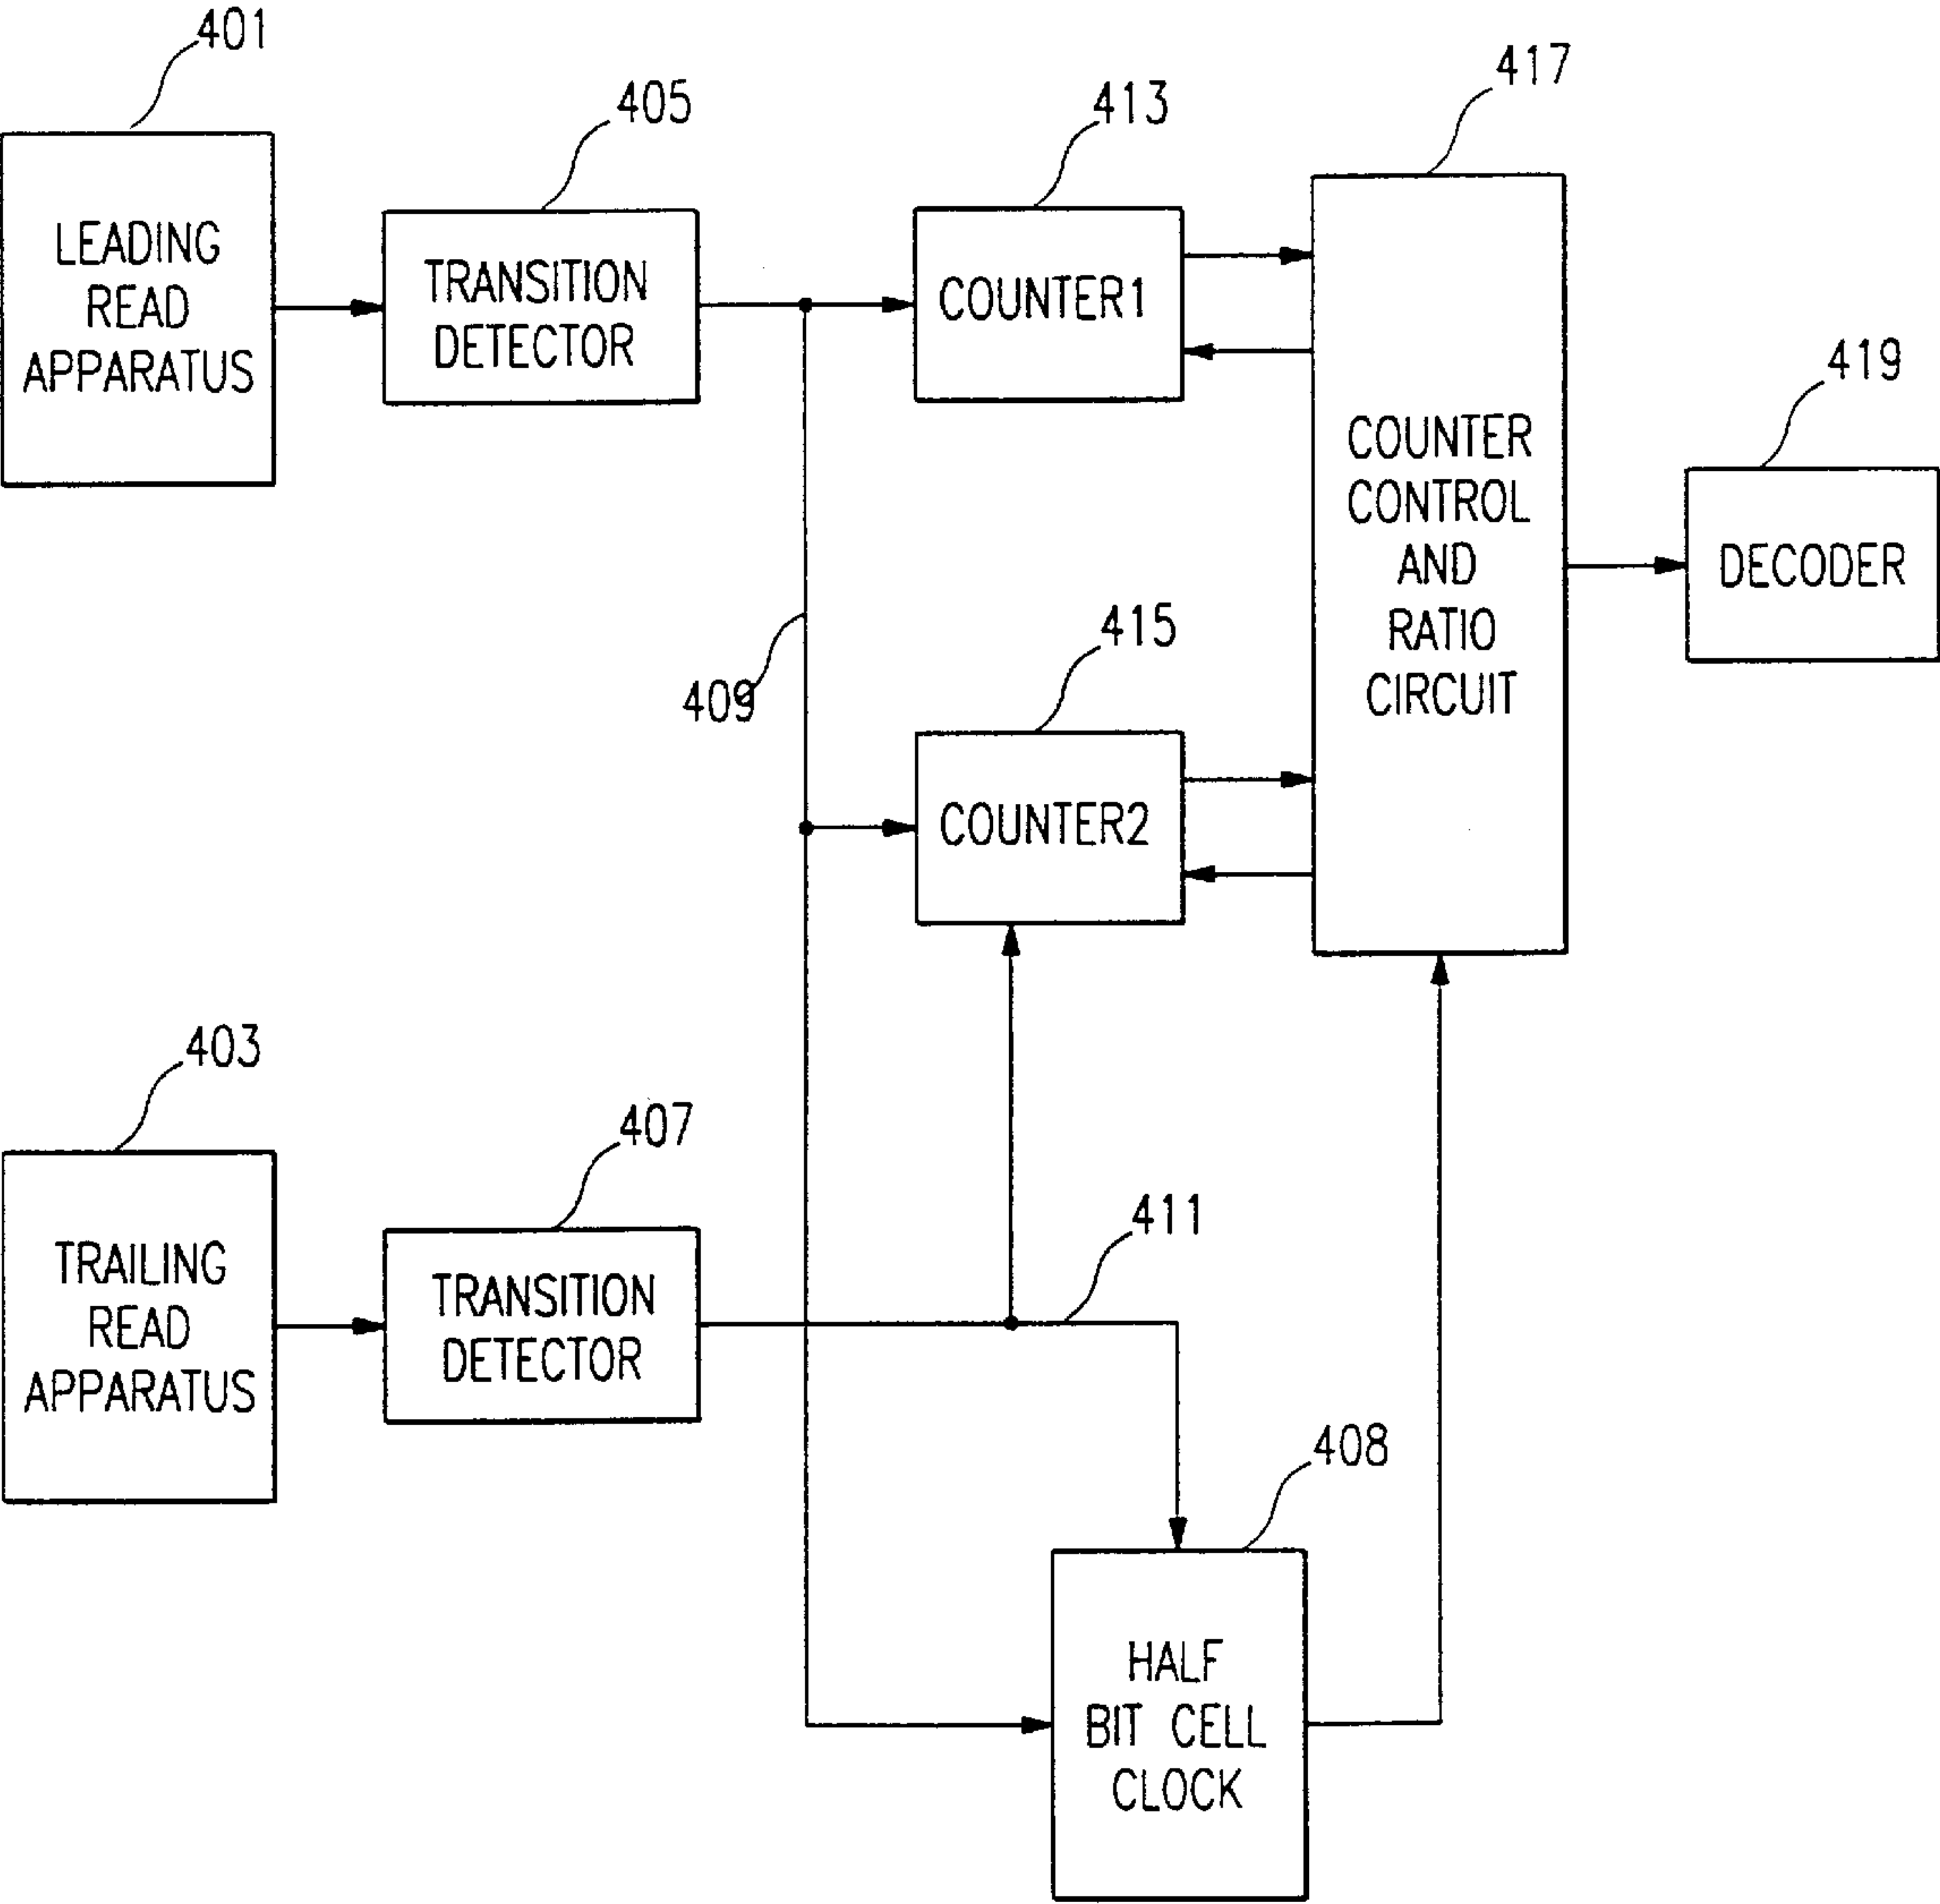 401
405
413
417
LEADING
READ
APPARATUS
TRANSITION
DETECTOR
COUNTER1
419
COUNTER
CONTROL
AND
RATIO
CIRCUIT
DECODER
409
415
COUNTER2
403
407
411
TRAILING
READ
APPARATUS
TRANSITION
DETECTOR
408
HALF
BIT CELL
CLOCK